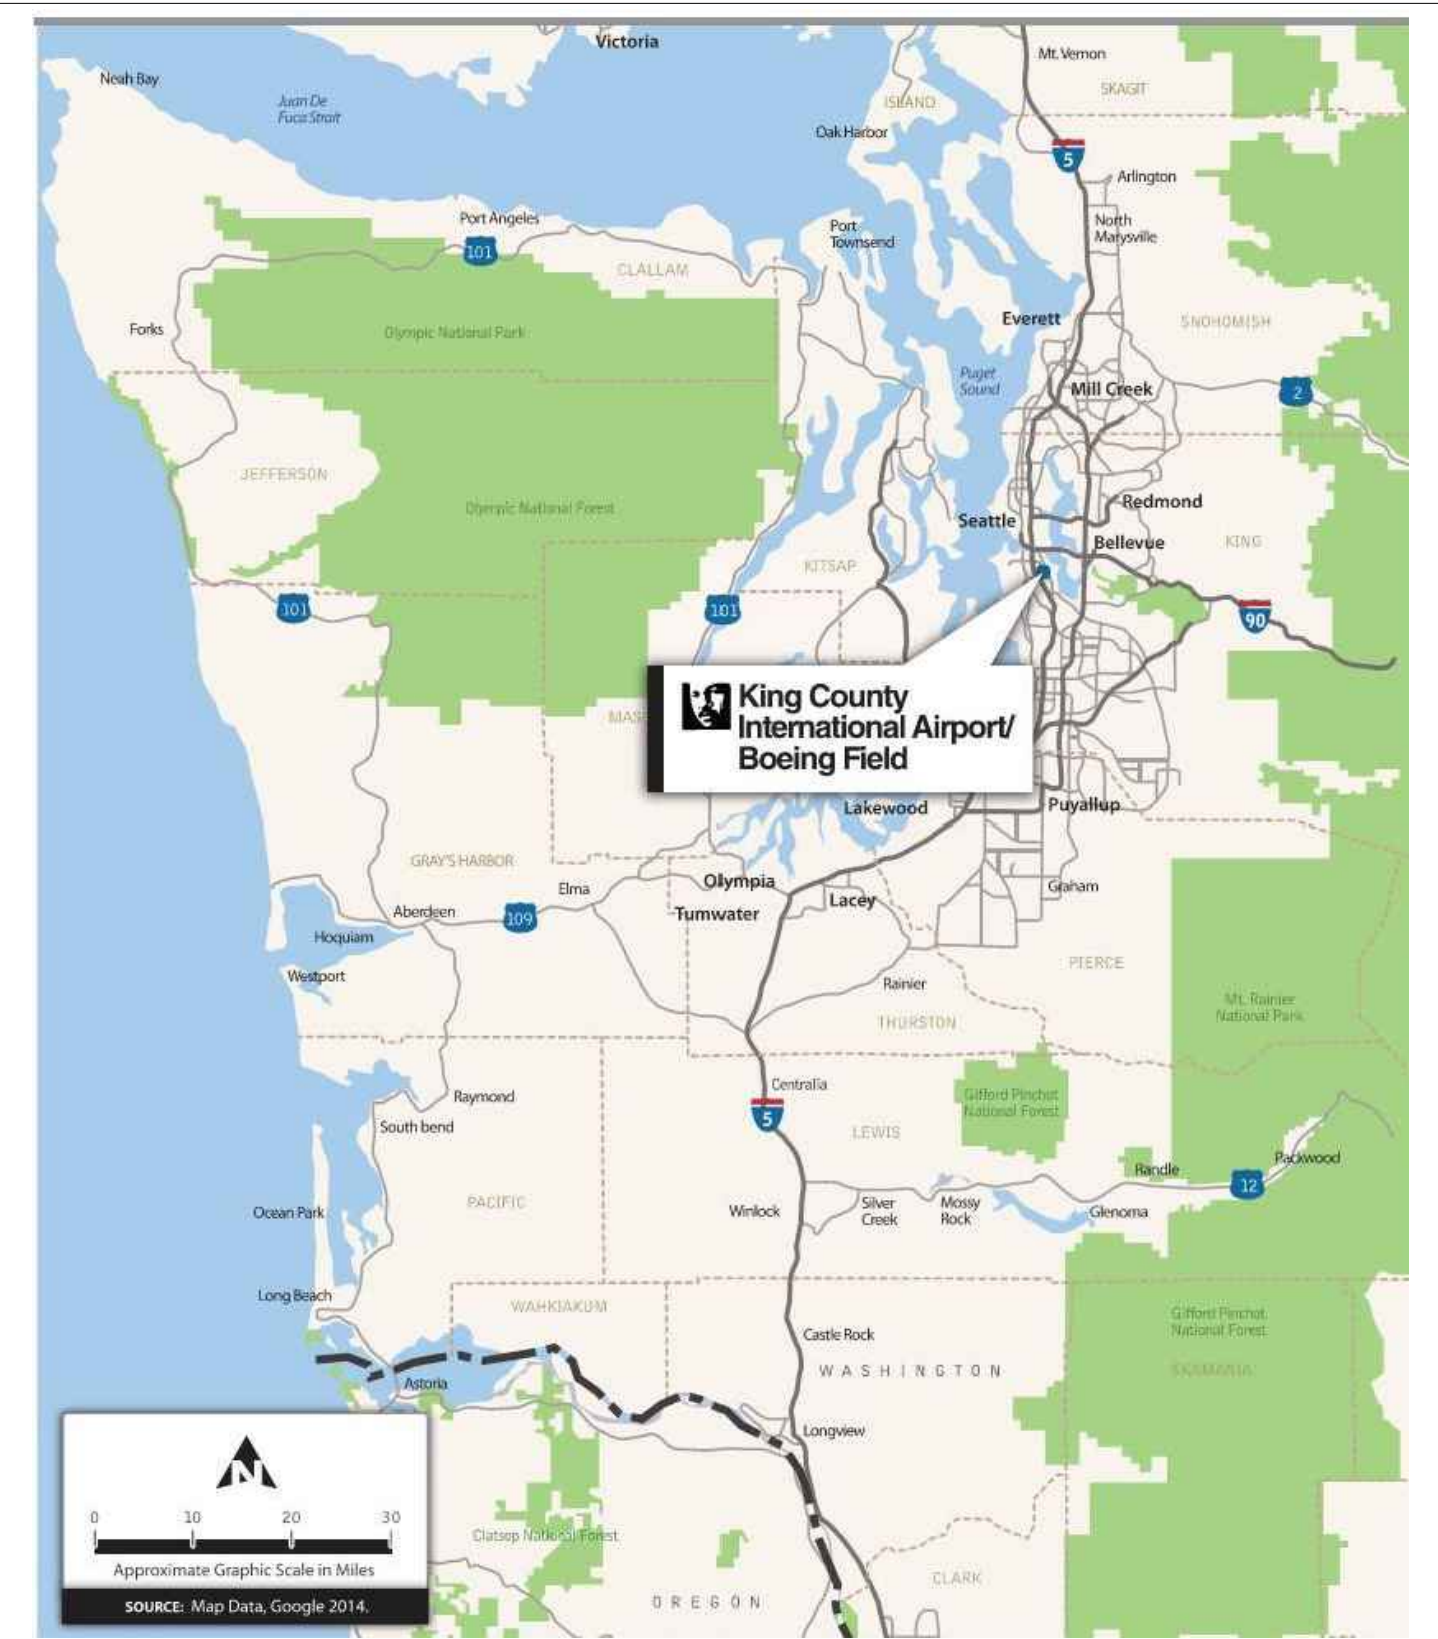 Victoria
Mt. Vernon
Neah Bay
SKAGIT
Juan De
Fuca Strait
ISLAND
Oak Harbor
5
Arlington
Port Angeles
North
Marysville
Port
Townsend
101
CLALLAM
Everett
SNOHOMISH
Forks
Olympic National Park
Puget
Sound
Mill Creek
2
JEFFERSON
Redmond
Olympic National Forest
Seattle
Bellevue
KING
KITSAP
101
101
90
MAS
King County
International Airport/
Boeing Field
Lakewood
Puyallup
GRAY'S HARBOR
Olympia
Elma
Graham
Lacey
Aberdeen
109
Tumwater
Hoquiam
PIERCE
Westport
Rainier
Mt. Rainier
National Park
THURSTON
Centralia
Raymond
Gifford Pinchot
National Forest
5
South bend
LEWIS
Packwood
Randle
12
PACIFIC
Ocean Park
Winlock
Silver
Creek
Mossy
Rock
Glenoma
Long Beach
WAHKIAKUM
Gifford Pinchot
National Forest
Castle Rock
WASHINGTON
SKAMANIA
Astoria
Longview
N
0 10 20 30
Clatsop National Forest
Approximate Graphic Scale in Miles
CLARK
OREGON
SOURCE: Map Data, Google 2014.